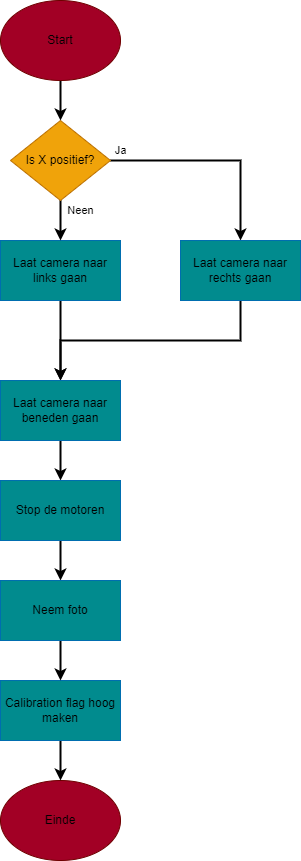 Start
Is X positief?
Ja
Neen
Laat camera naar
links gaan
Laat camera naar
rechts gaan
Laat camera naar
beneden gaan
Stop de motoren
Neem foto
Calibration flag hoog
maken
Einde